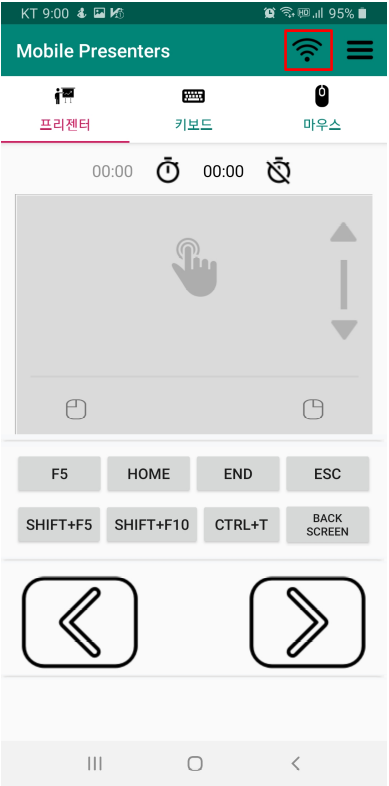 KT 9:00 95%
Mobile Presenters
프리젠터 키보드 마우스
00:00 00:00
F5 HOME END ESC
SHIFT+F5 SHIFT+F10 CTRL+T BACK
SCREEN